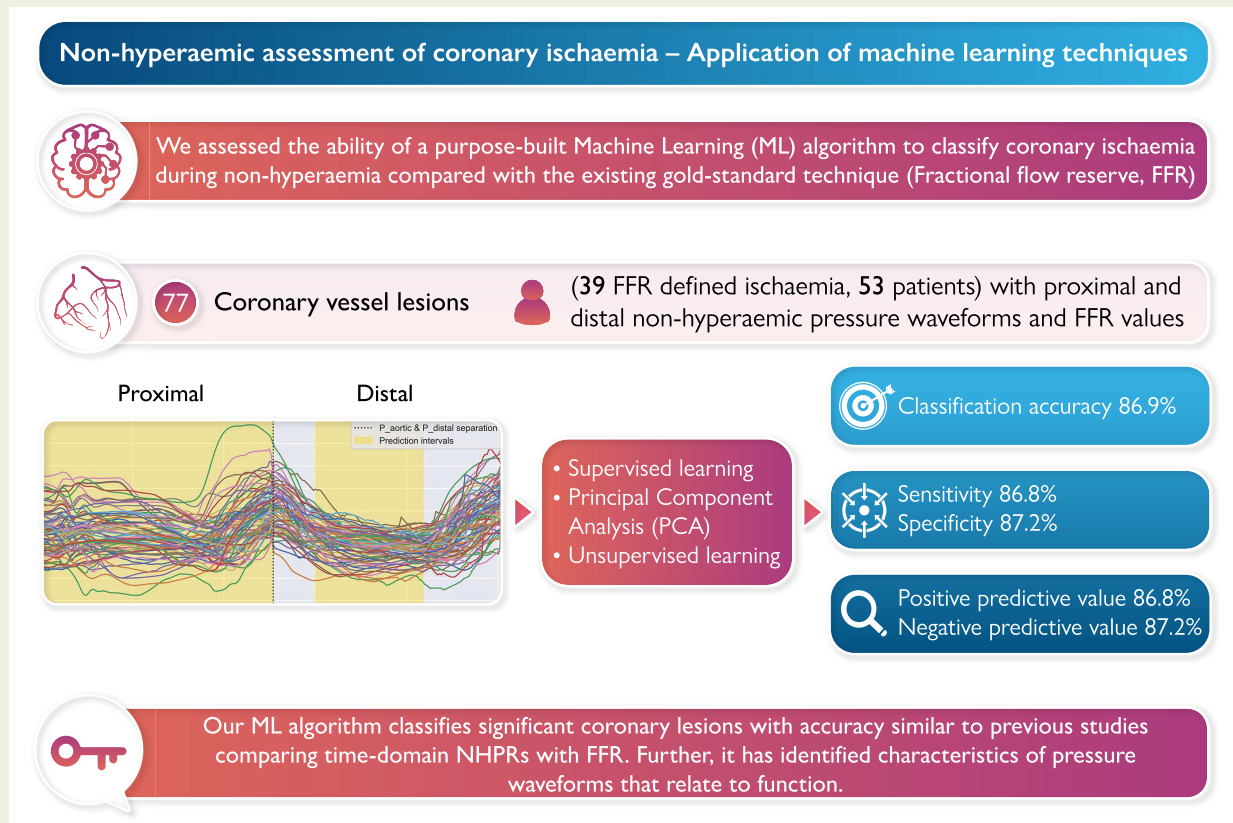 Non-hyperaemic assessment of coronary ischaemia – Application of machine learning techniques
We assessed the ability of a purpose-built Machine Learning (ML) algorithm to classify coronary ischaemia
during non-hyperaemia compared with the existing gold-standard technique (Fractional flow reserve, FFR)
77 Coronary vessel lesions
(39 FFR defined ischaemia, 53 patients) with proximal and
distal non-hyperaemic pressure waveforms and FFR values
Proximal
Distal
P_aortic & P_distal separation
Prediction intervals
• Supervised learning
• Principal Component
Analysis (PCA)
• Unsupervised learning
Classification accuracy 86.9%
Sensitivity 86.8%
Specificity 87.2%
Positive predictive value 86.8%
Negative predictive value 87.2%
Our ML algorithm classifies significant coronary lesions with accuracy similar to previous studies
comparing time-domain NHPRs with FFR. Further, it has identified characteristics of pressure
waveforms that relate to function.